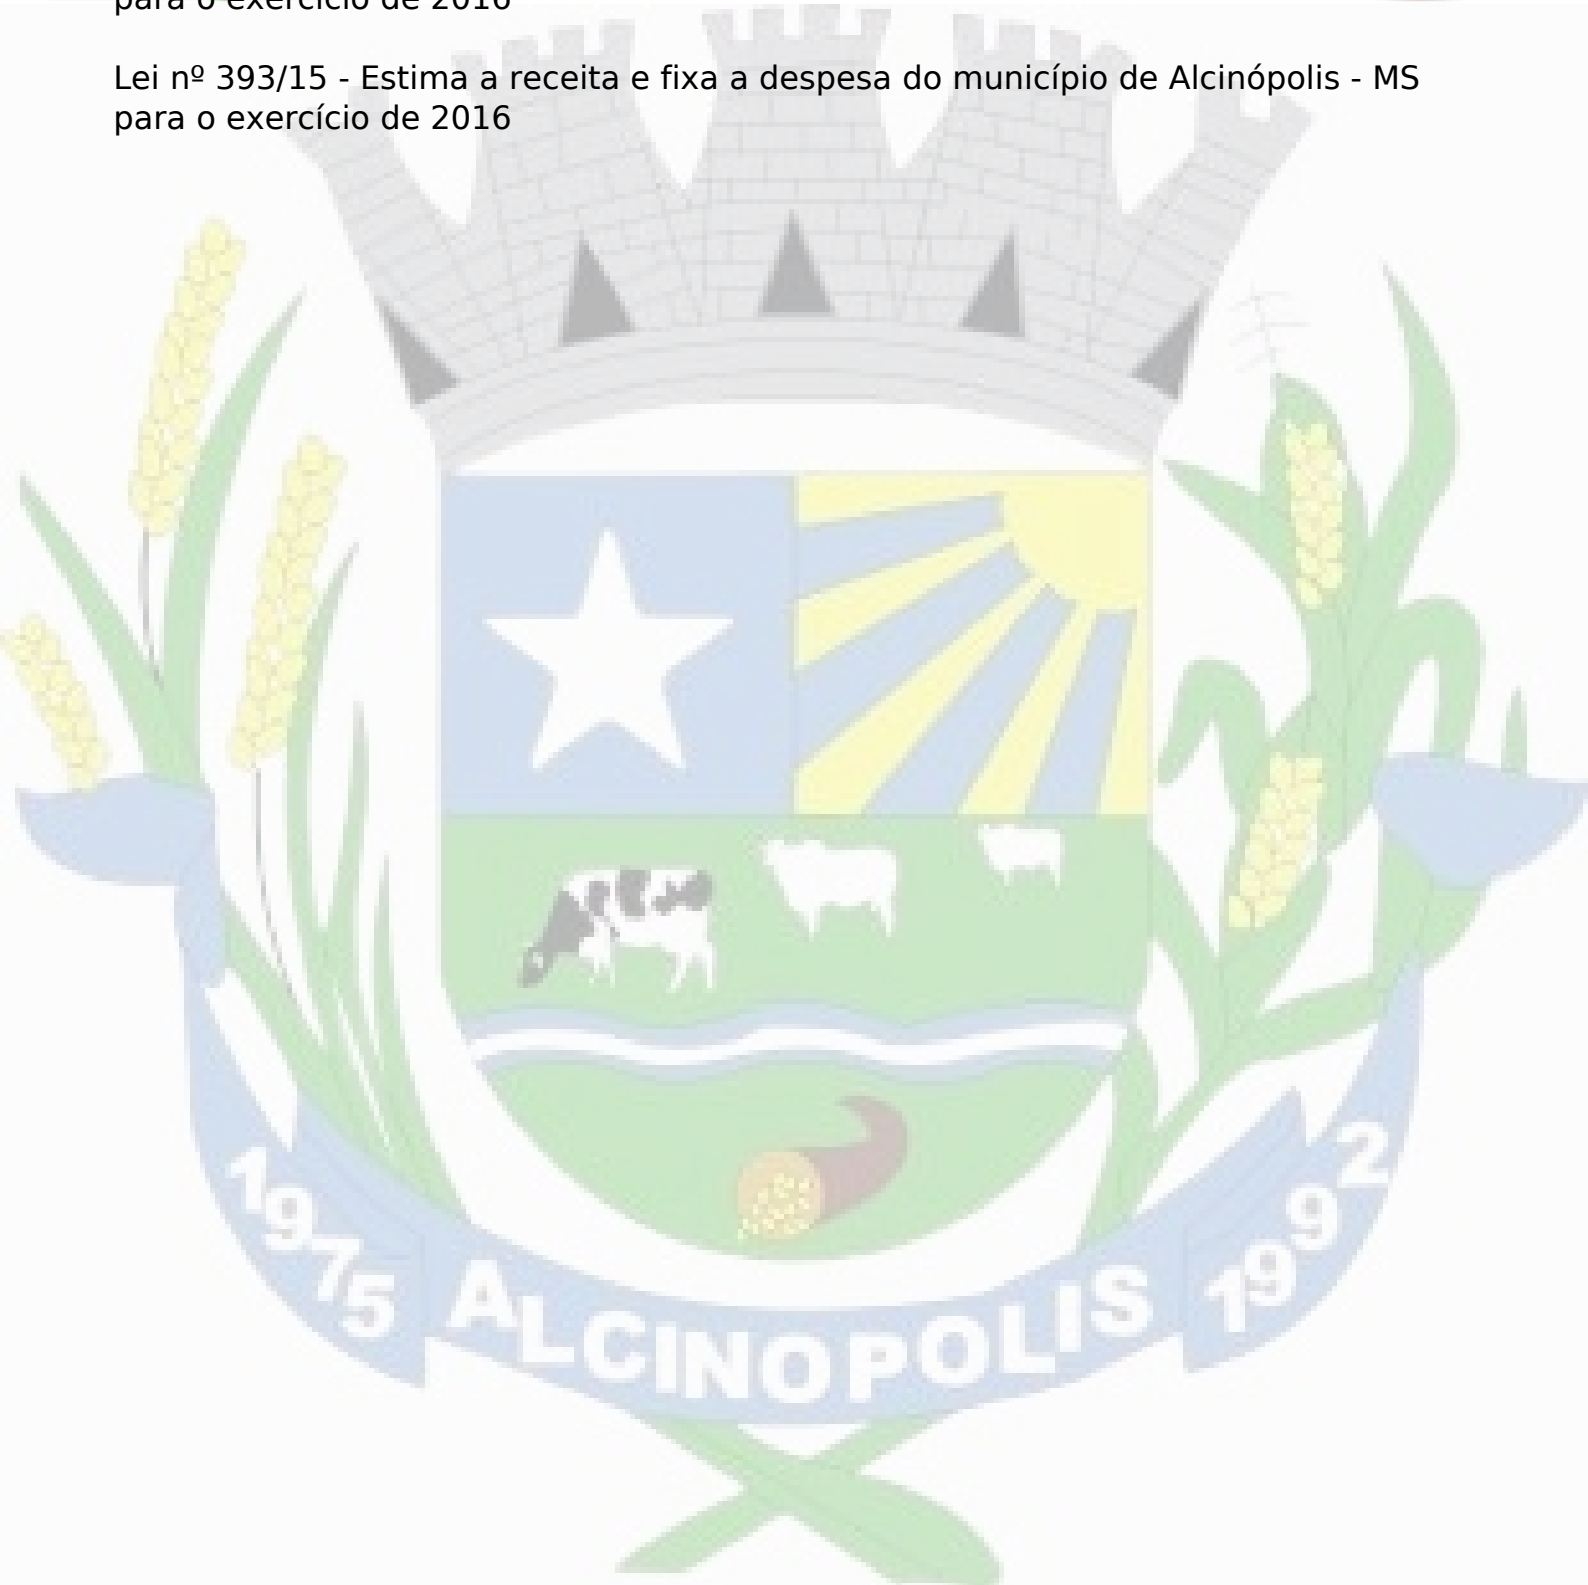 para o exercício de 2016
Lei nº 393/15 - Estima a receita e fixa a despesa do município de Alcinópolis - MS
para o exercício de 2016
1975 ALCINOPOLIS 1992